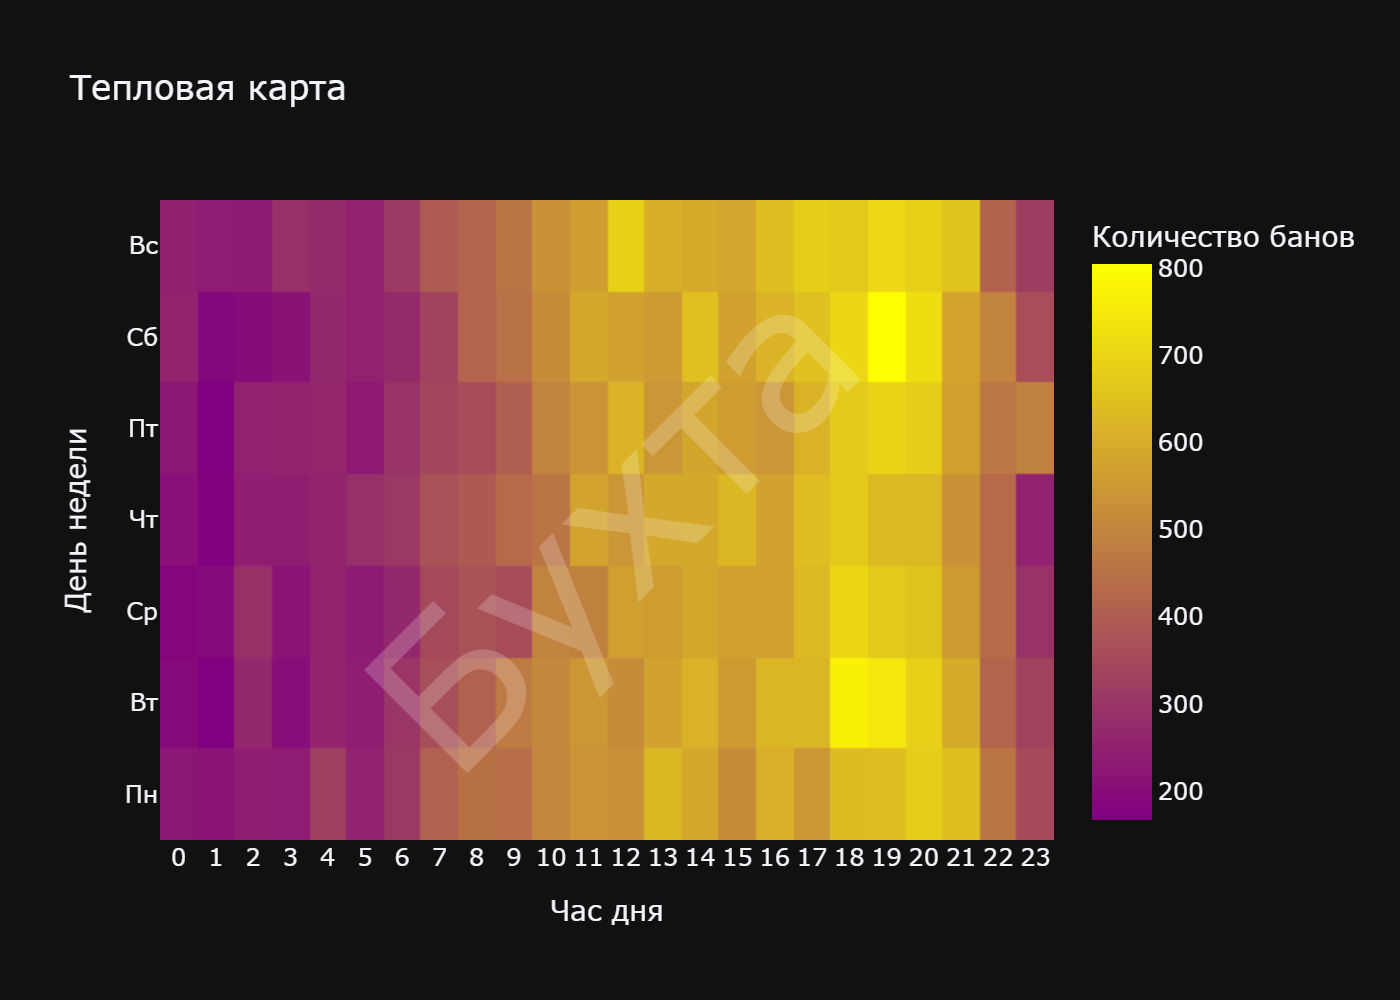 Тепловая карта
Количество банов
800
700
600
500
400
300
200
День недели
Вс
Сб
Пт
Чт
Ср
Вт
Пн
0 1 2 3 4 5 6 7 8 9 10 11 12 13 14 15 16 17 18 19 20 21 22 23
Час дня
Бухта